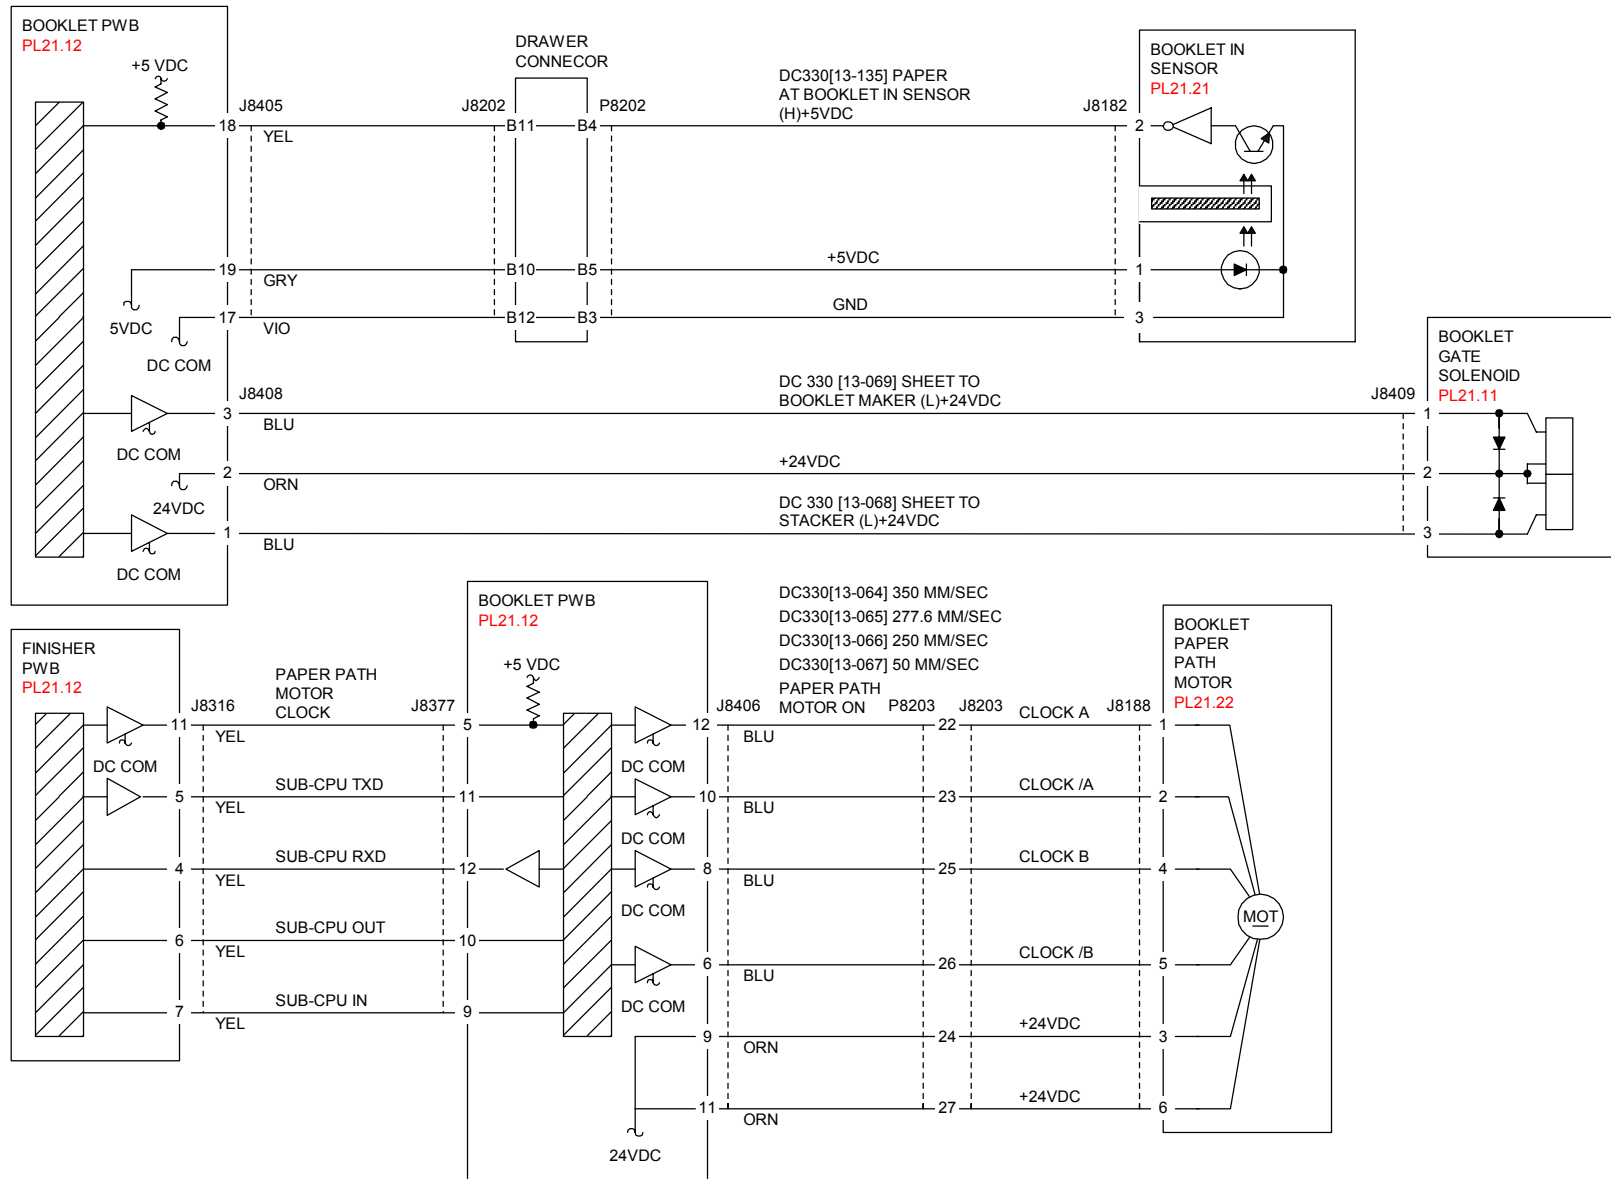 BOOKLET PWB
PL21.12
+5 VDC
J8405
18
YEL
19
GRY
5VDC
17
VIO
DC COM
J8408
3
BLU
DC COM
2
ORN
24VDC
1
BLU
DC COM
DRAWER
CONNECOR
J8202
P8202
B11
B4
B10
B5
B12
B3
DC330[13-135] PAPER
AT BOOKLET IN SENSOR
(H)+5VDC
+5VDC
GND
J8182
2
1
3
BOOKLET IN
SENSOR
PL21.21
DC 330 [13-069] SHEET TO
BOOKLET MAKER (L)+24VDC
+24VDC
DC 330 [13-068] SHEET TO
STACKER (L)+24VDC
J8409
1
2
3
BOOKLET
GATE
SOLENOID
PL21.11
FINISHER
PWB
PL21.12
DC COM
J8316
11
YEL
5
YEL
4
YEL
6
YEL
7
YEL
PAPER PATH
MOTOR
CLOCK
SUB-CPU TXD
SUB-CPU RXD
SUB-CPU OUT
SUB-CPU IN
J8377
5
11
12
10
9
BOOKLET PWB
PL21.12
+5 VDC
DC COM
DC COM
DC COM
DC COM
24VDC
J8406
12
BLU
10
BLU
8
BLU
6
BLU
9
ORN
11
ORN
DC330[13-064] 350 MM/SEC
DC330[13-065] 277.6 MM/SEC
DC330[13-066] 250 MM/SEC
DC330[13-067] 50 MM/SEC
PAPER PATH
MOTOR ON
P8203
J8203
22
23
25
26
24
27
CLOCK A
CLOCK /A
CLOCK B
CLOCK /B
+24VDC
+24VDC
J8188
1
2
4
5
3
6
BOOKLET
PAPER
PATH
MOTOR
PL21.22
MOT